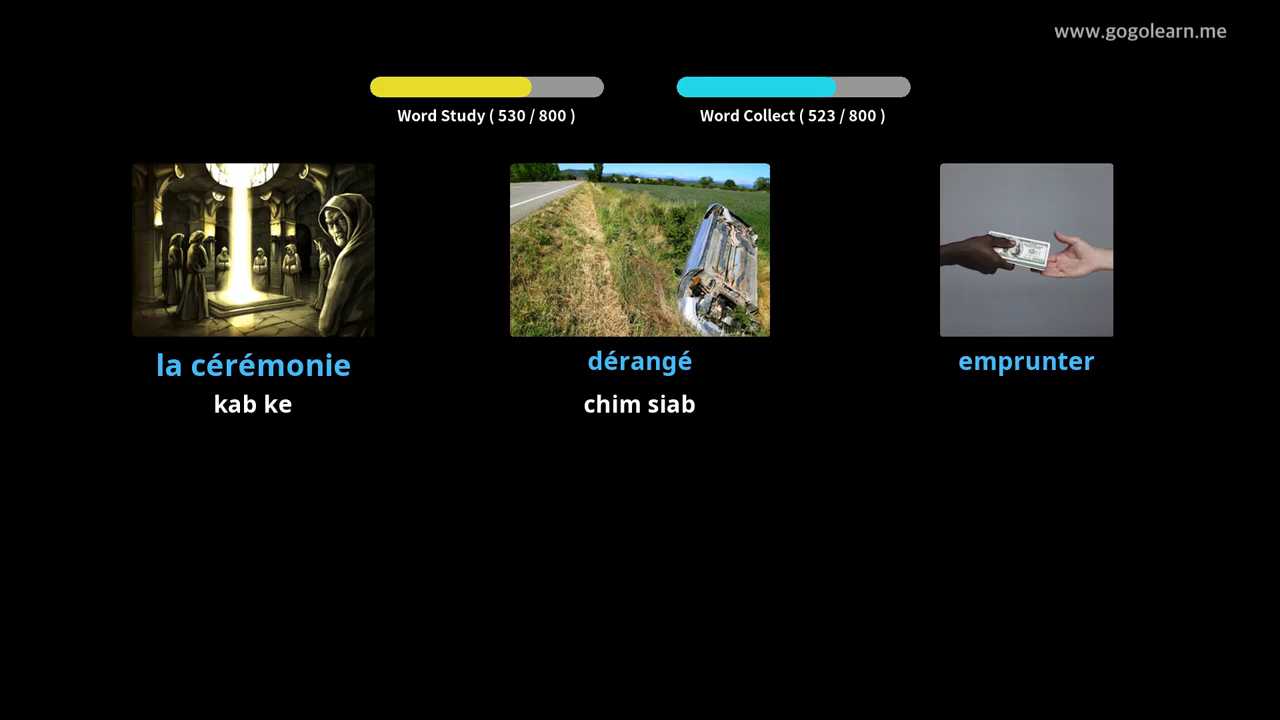 www.gogolearn.me
Word Study ( 530 / 800 )
Word Collect ( 523 / 800 )
la cérémonie
dérangé
emprunter
kab ke
chim siab